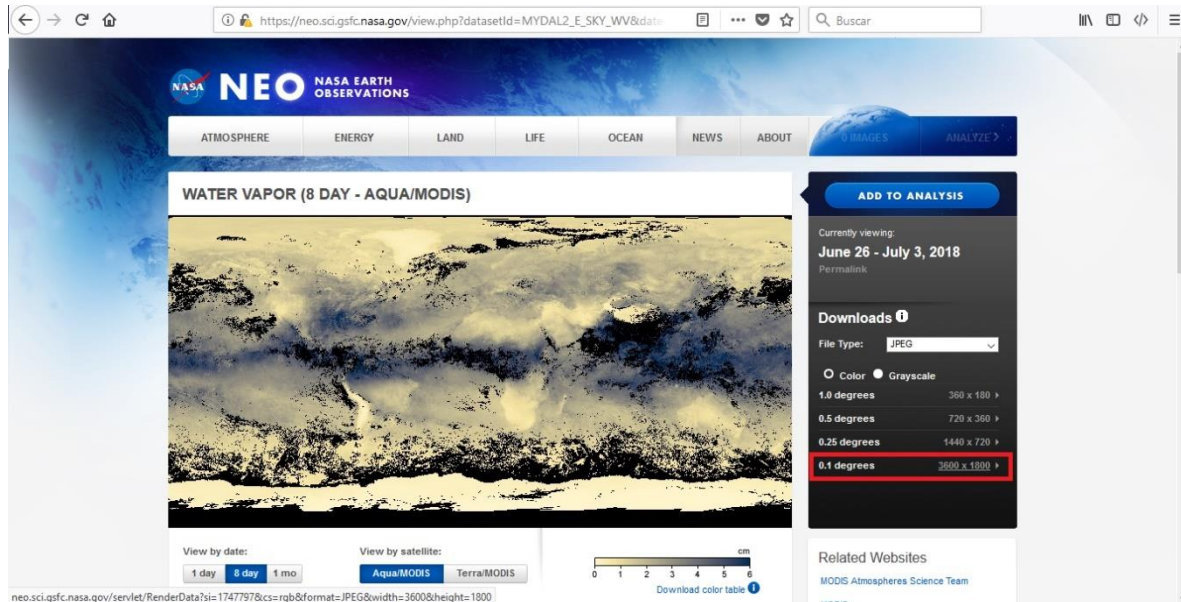 https://neo.sci.gsfc.nasa.gov/view.php?datasetId=MYDAL2_E_SKY_WV&date
Buscar
NASA
NEO
NASA EARTH
OBSERVATIONS
ATMOSPHERE ENERGY LAND LIFE OCEAN NEWS ABOUT 0 IMAGES ANALYZE
WATER VAPOR (8 DAY - AQUA/MODIS)
ADD TO ANALYSIS
Currently viewing:
June 26 - July 3, 2018
Permalink
Downloads i
File Type: JPEG
Color Grayscale
1.0 degrees 360 x 180
0.5 degrees 720 x 360
0.25 degrees 1440 x 720
0.1 degrees 3600 x 1800
View by date:
1 day 8 day 1 mo
View by satellite:
Aqua/MODIS Terra/MODIS
cm
0 1 2 3 4 5 6
Download color table i
Related Websites
MODIS Atmospheres Science Team
neo.sci.gsfc.nasa.gov/servlet/RenderData?si=1747797&cs=rgb&format=JPEG&width=3600&height=1800